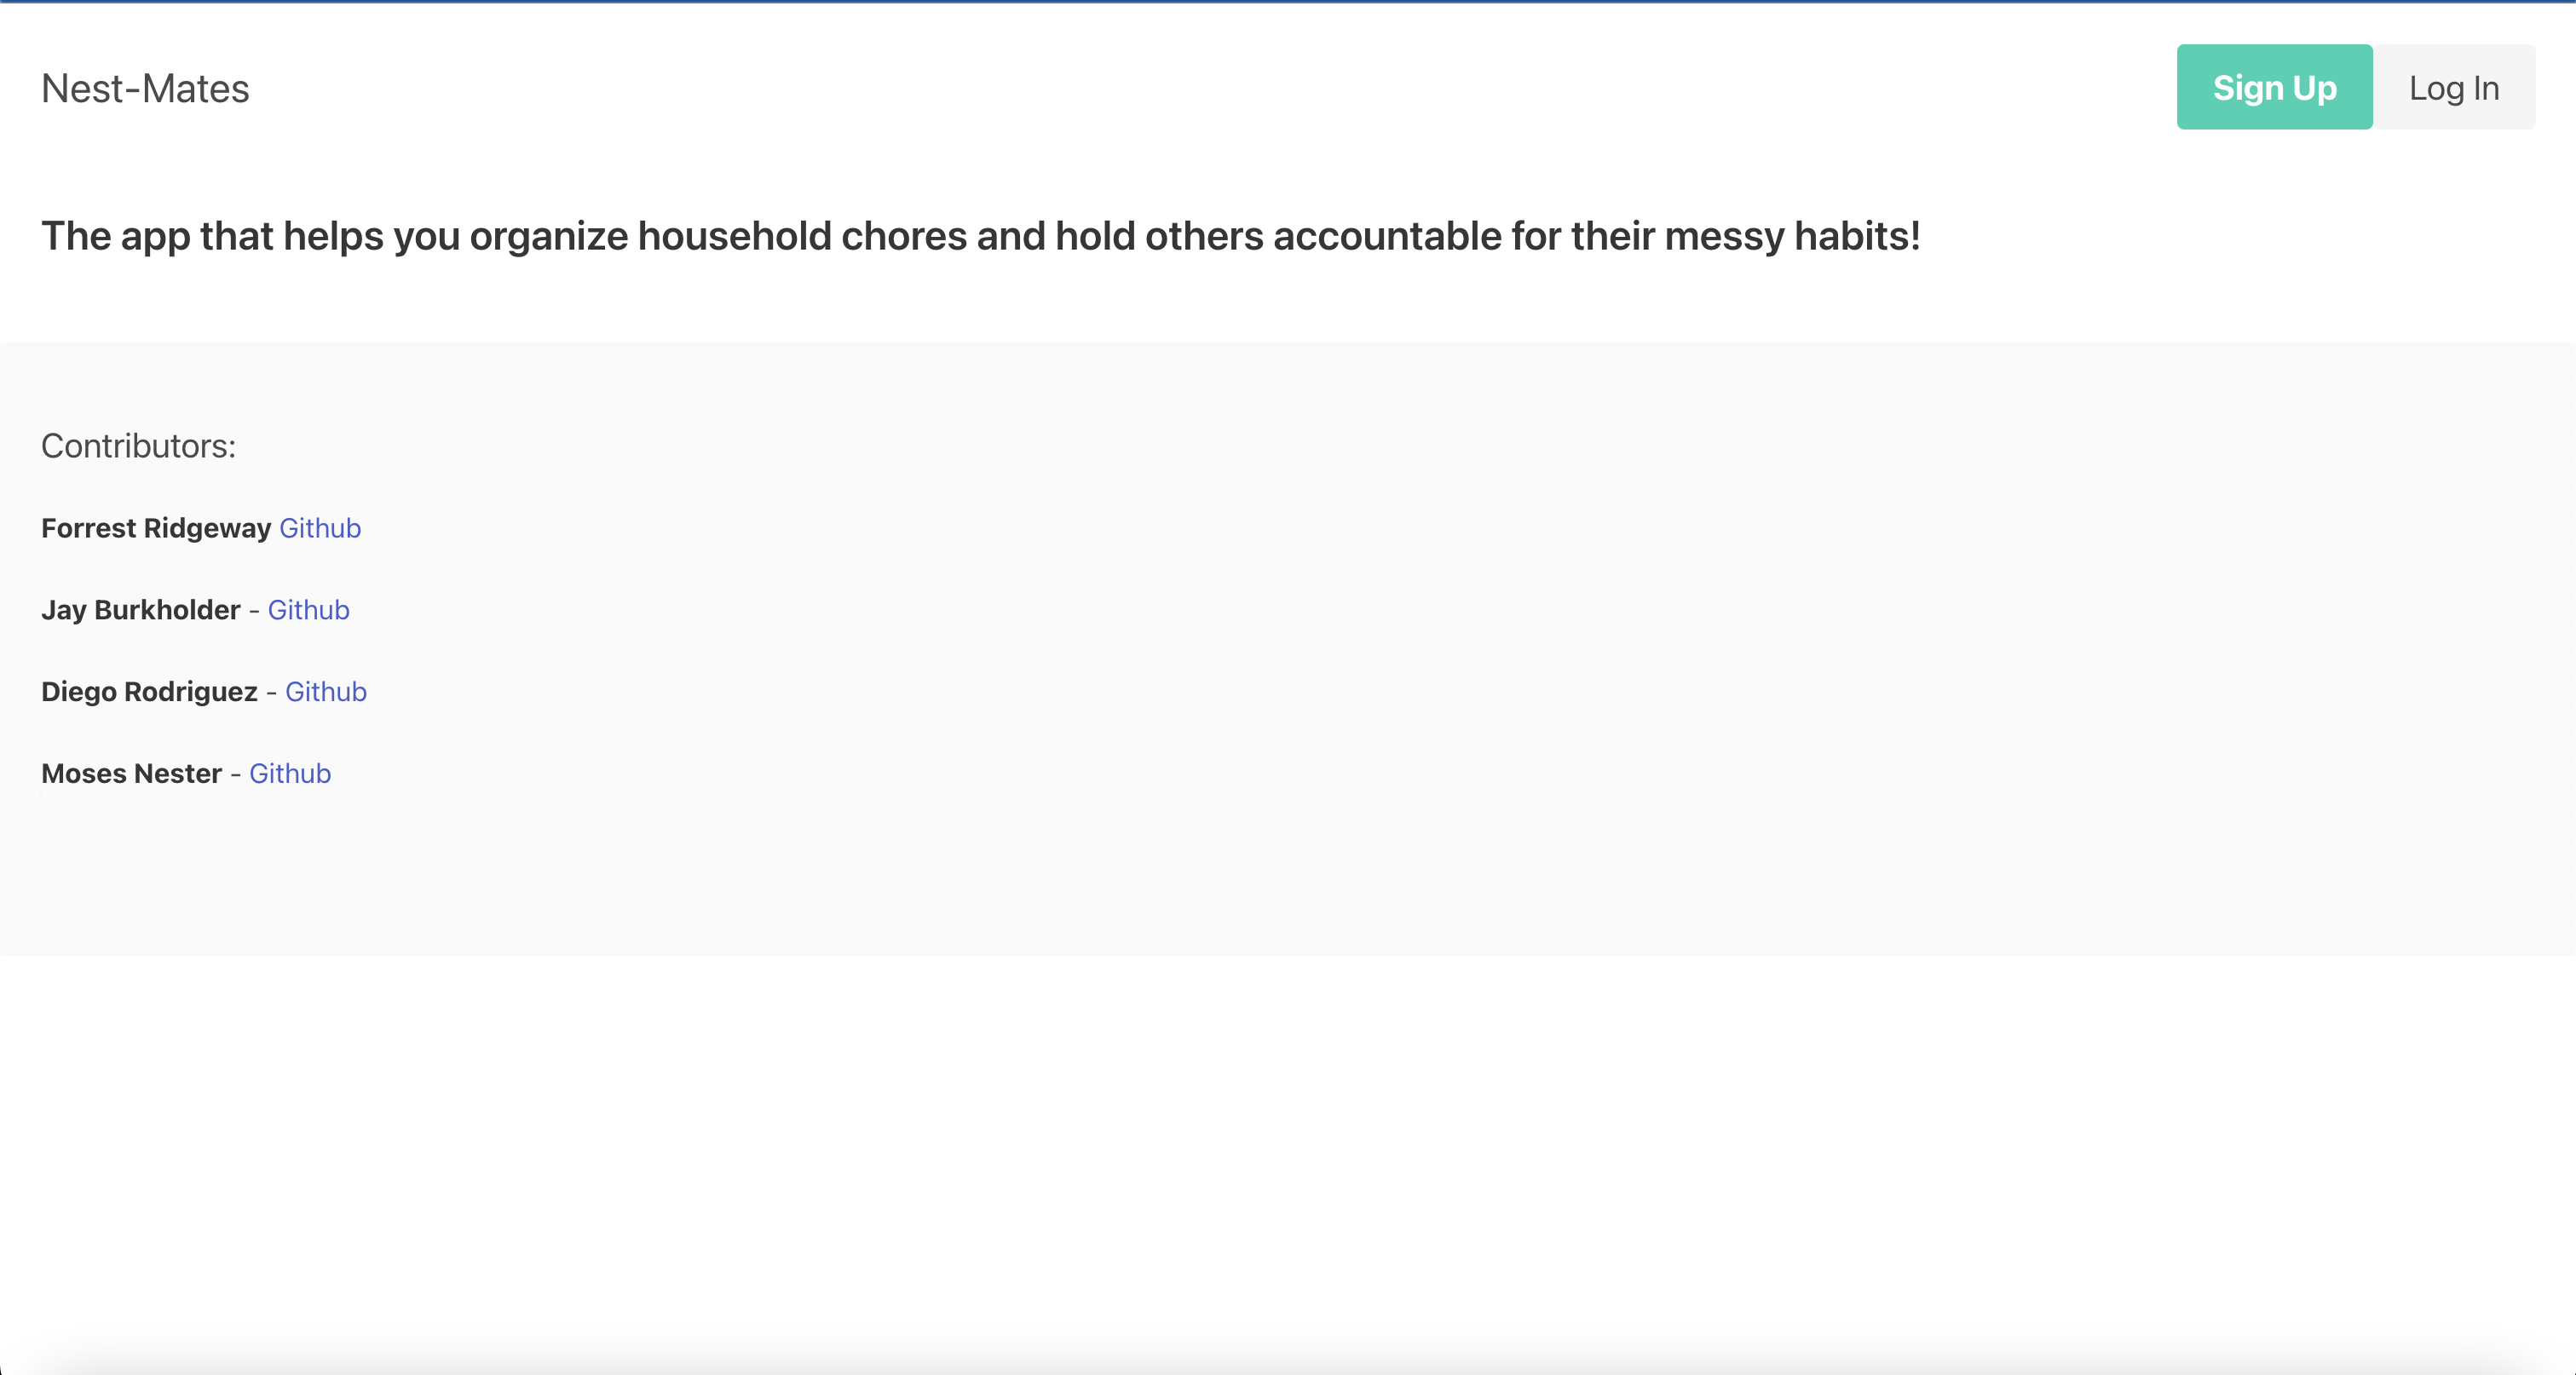 Nest-Mates
Sign Up
Log In
The app that helps you organize household chores and hold others accountable for their messy habits!
Contributors:
Forrest Ridgeway Github
Jay Burkholder - Github
Diego Rodriguez - Github
Moses Nester - Github